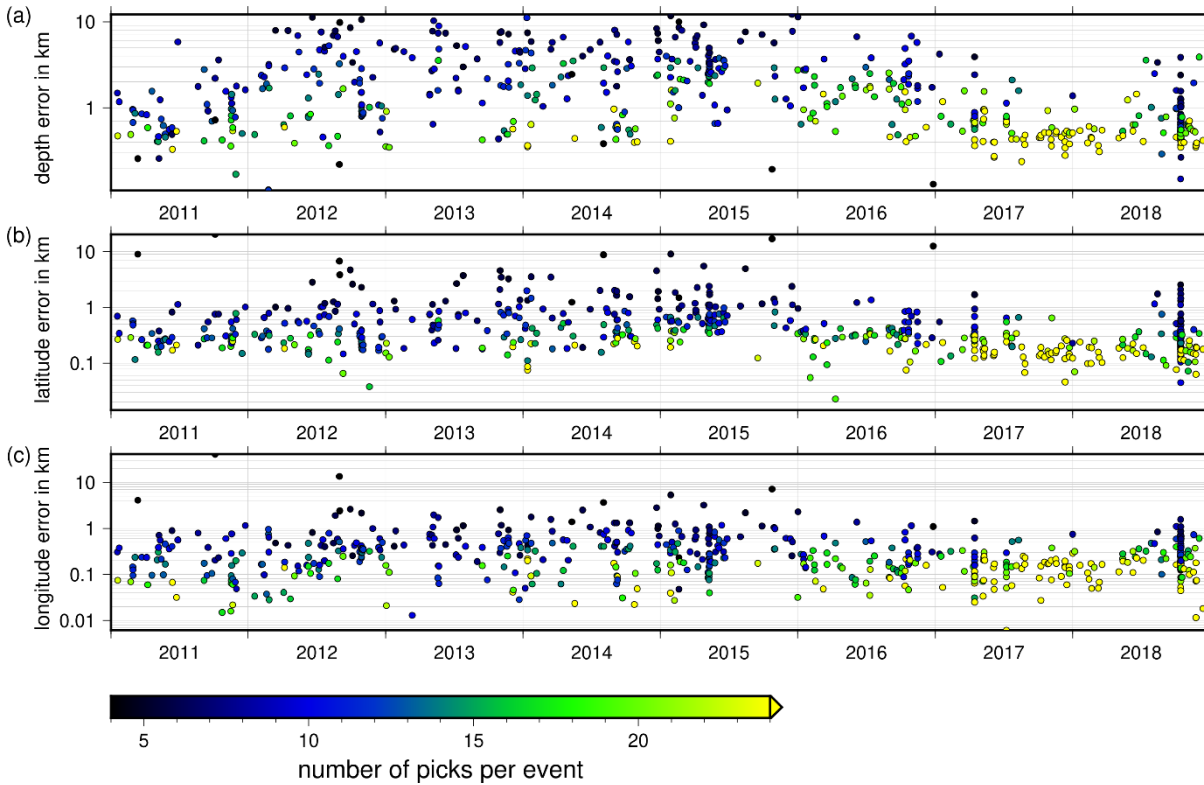 (a)
depth error in km
10
1
2011 2012 2013 2014 2015 2016 2017 2018
(b)
latitude error in km
10
1
0.1
2011 2012 2013 2014 2015 2016 2017 2018
(c)
longitude error in km
10
1
0.1
0.01
2011 2012 2013 2014 2015 2016 2017 2018
5 10 15 20
number of picks per event